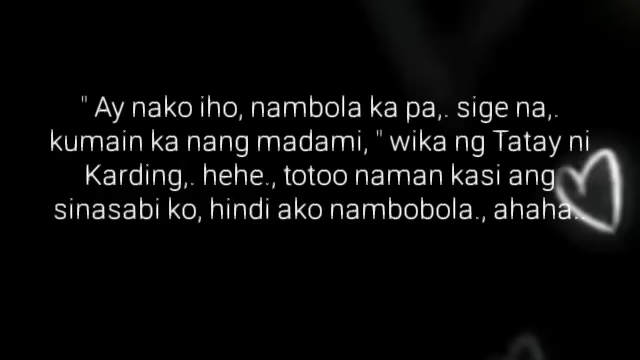 " Ay nako iho, nambola ka pa,. sige na,.
kumain ka nang madami, " wika ng Tatay ni
Karding,. hehe., totoo naman kasi ang
sinasabi ko, hindi ako nambobola., ahaha..